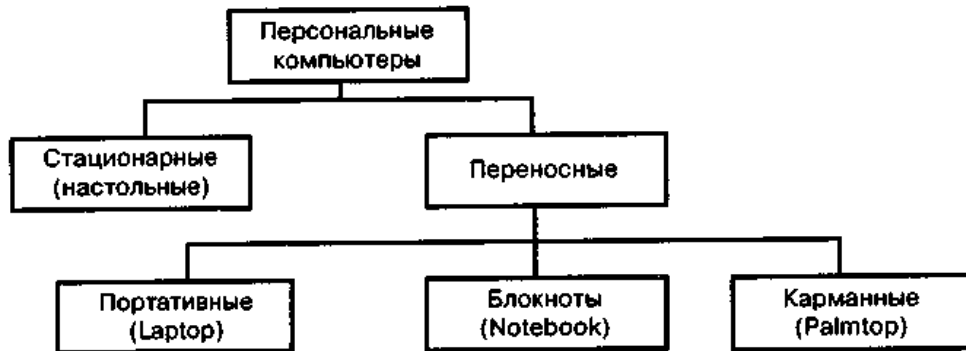 Персональные
компьютеры
Стационарные
(настольные)
Переносные
Портативные
(Laptop)
Блокноты
(Notebook)
Карманные
(Palmtop)